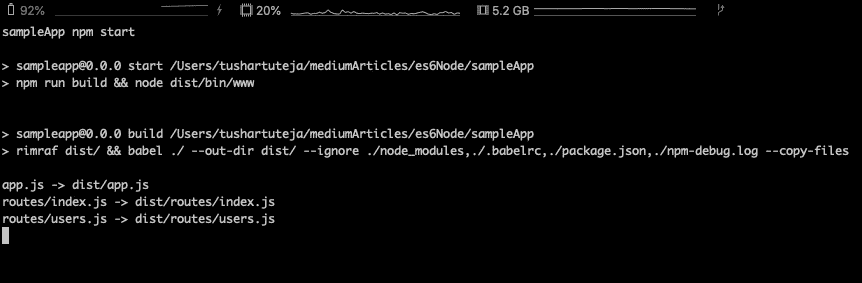 92% 20% 5.2 GB
sampleApp npm start
> sampleapp@0.0.0 start /Users/tushartuteja/mediumArticles/es6Node/sampleApp
> npm run build && node dist/bin/www
> sampleapp@0.0.0 build /Users/tushartuteja/mediumArticles/es6Node/sampleApp
> rimraf dist/ && babel ./ --out-dir dist/ --ignore ./node_modules,./.babelrc,./package.json,./npm-debug.log --copy-files
app.js -> dist/app.js
routes/index.js -> dist/routes/index.js
routes/users.js -> dist/routes/users.js